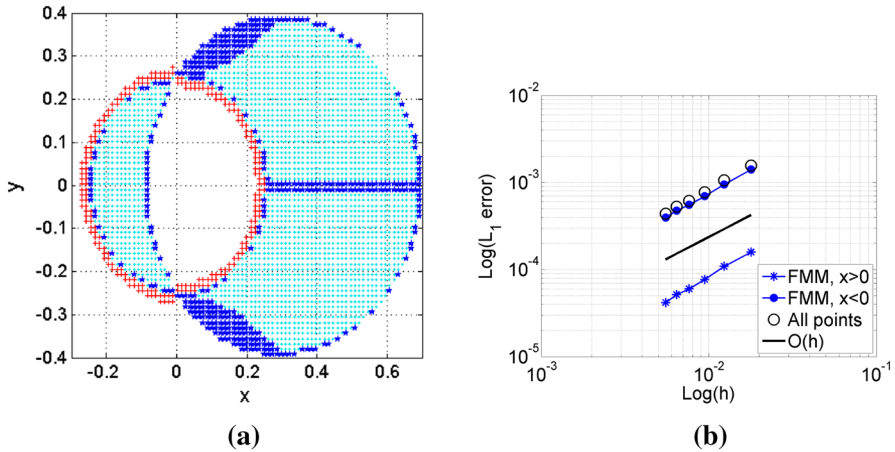 0.4
0.3
0.2
0.1
0
-0.1
-0.2
-0.3
-0.4
y
-0.2
0
0.2
0.4
0.6
x
(a)
10^-2
10^-3
10^-4
10^-5
Log(L_1 error)
10^-3
10^-2
10^-1
Log(h)
FMM, x>0
FMM, x<0
All points
O(h)
(b)